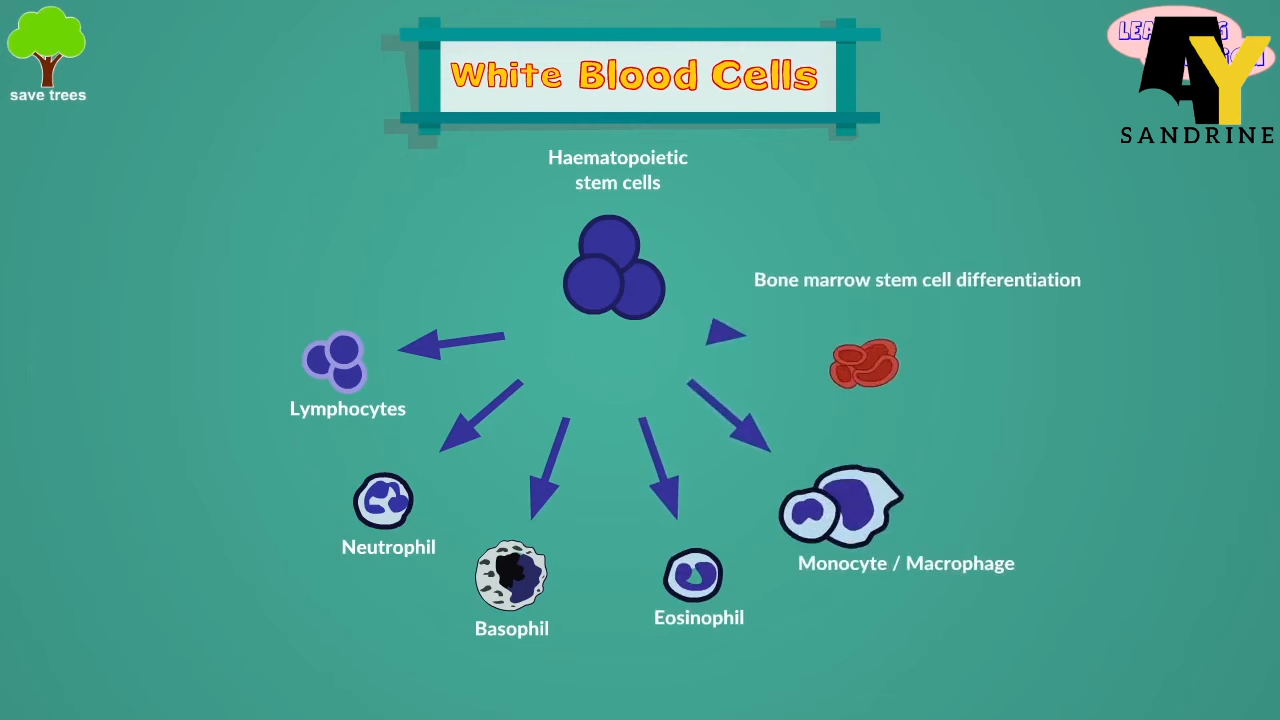 save trees
White Blood Cells
SANDRINE
Haematopoietic
stem cells
Bone marrow stem cell differentiation
Lymphocytes
Neutrophil
Monocyte / Macrophage
Basophil
Eosinophil